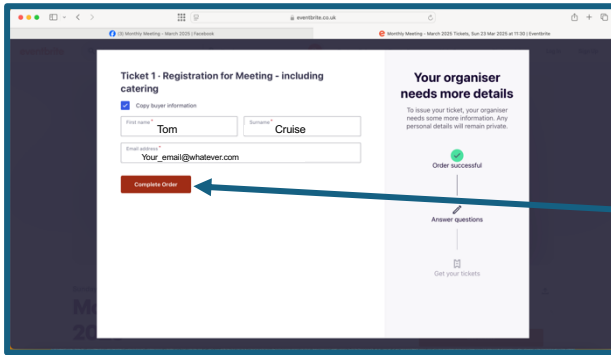 eventbrite.co.uk
(3) Monthly Meeting - March 2025 | Facebook
Monthly Meeting - March 2025 Tickets, Sun 23 Mar 2025 at 11:30 | Eventbrite
Ticket 1 · Registration for Meeting - including
catering
Copy buyer information
First name*
Tom
Surname*
Cruise
Email address*
Your_email@whatever.com
Complete Order
Your organiser
needs more details
To issue your ticket, your organiser
needs some more information. Any
personal details will remain private.
Order successful
Answer questions
Get your tickets